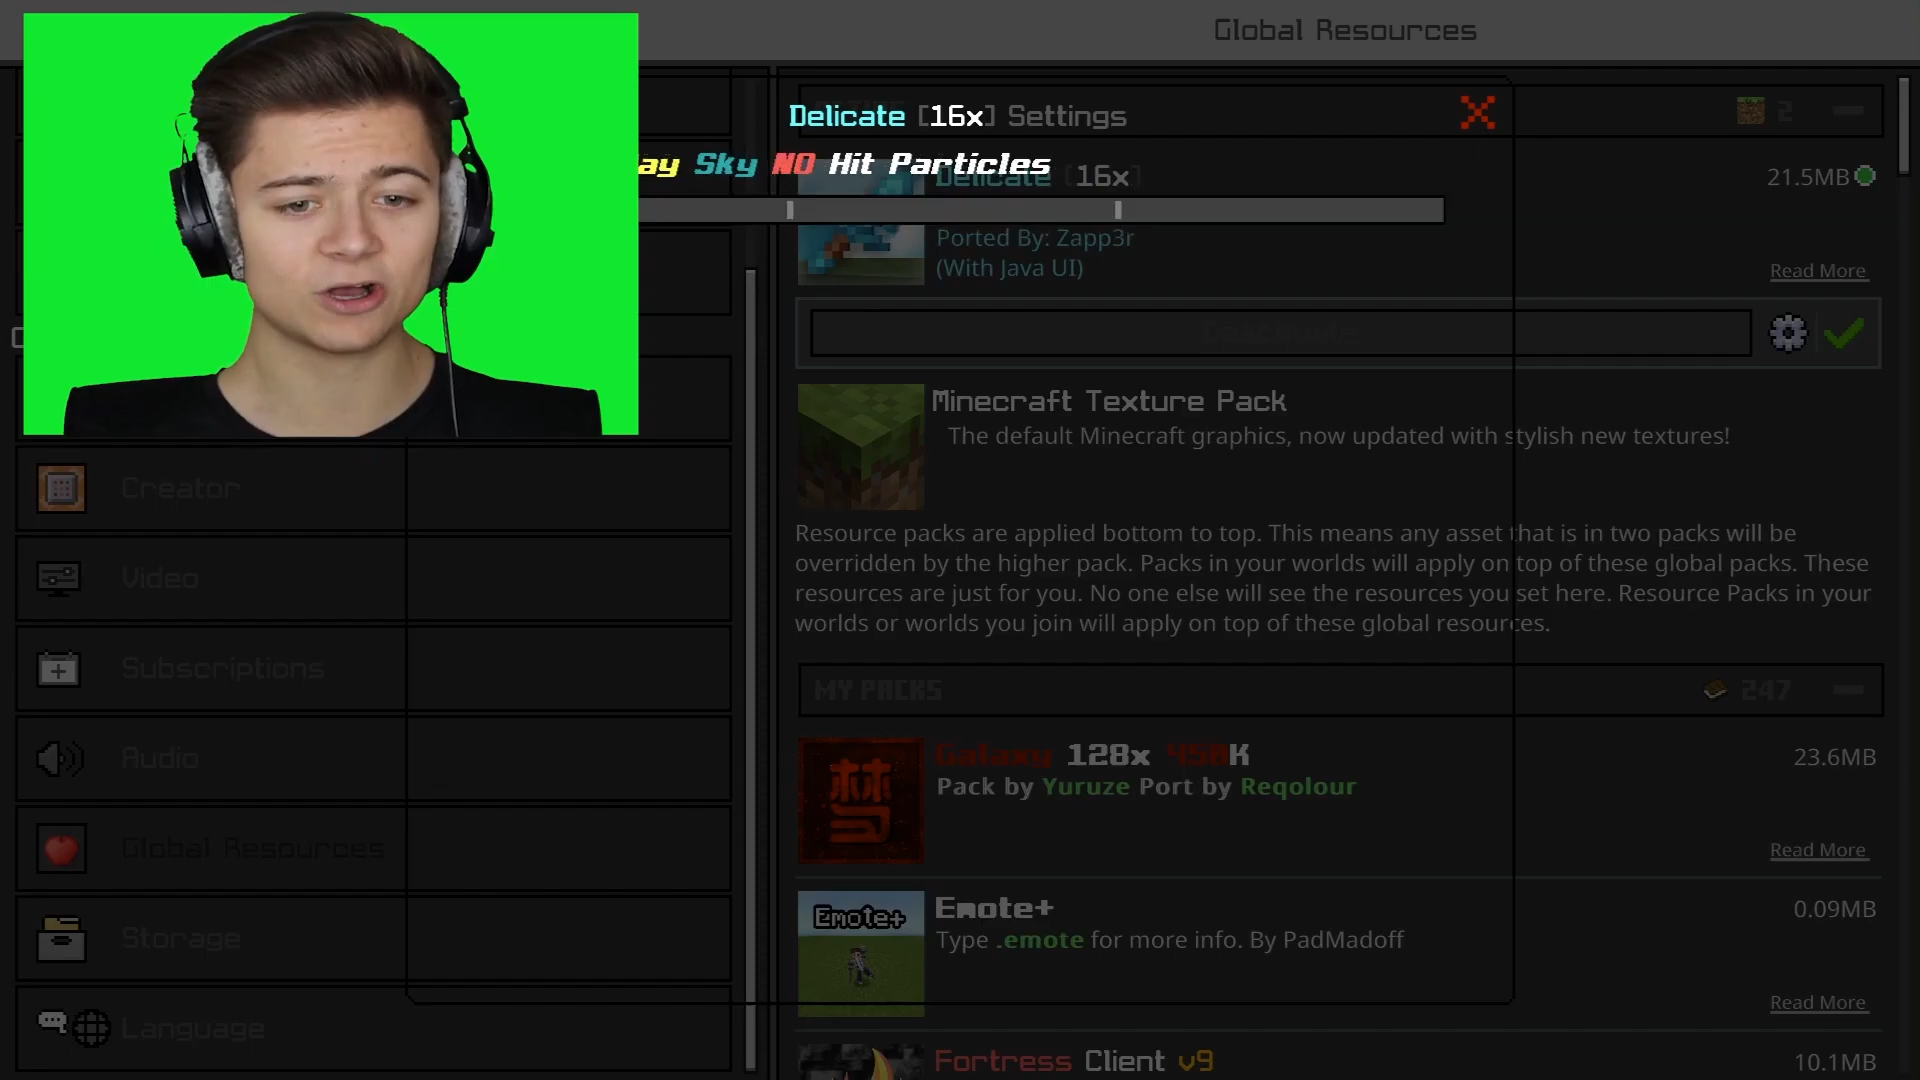 Global Resources
Delicate [16x] Settings
2
ay Sky NO Hit Particles
Delicate [16x]
21.5MB
Ported By: Zapp3r
(With Java UI)
Read More
Deactivate
Minecraft Texture Pack
The default Minecraft graphics, now updated with stylish new textures!
Creator
Resource packs are applied bottom to top. This means any asset that is in two packs will be
overridden by the higher pack. Packs in your worlds will apply on top of these global packs. These
resources are just for you. No one else will see the resources you set here. Resource Packs in your
worlds or worlds you join will apply on top of these global resources.
Video
Subscriptions
MY PACKS
247
Audio
Galaxy 128x 450K
Pack by Yuruze Port by Reqolour
23.6MB
Read More
Global Resources
Emote+
Emote+
Type .emote for more info. By PadMadoff
0.09MB
Read More
Storage
Language
Fortress Client v9
10.1MB